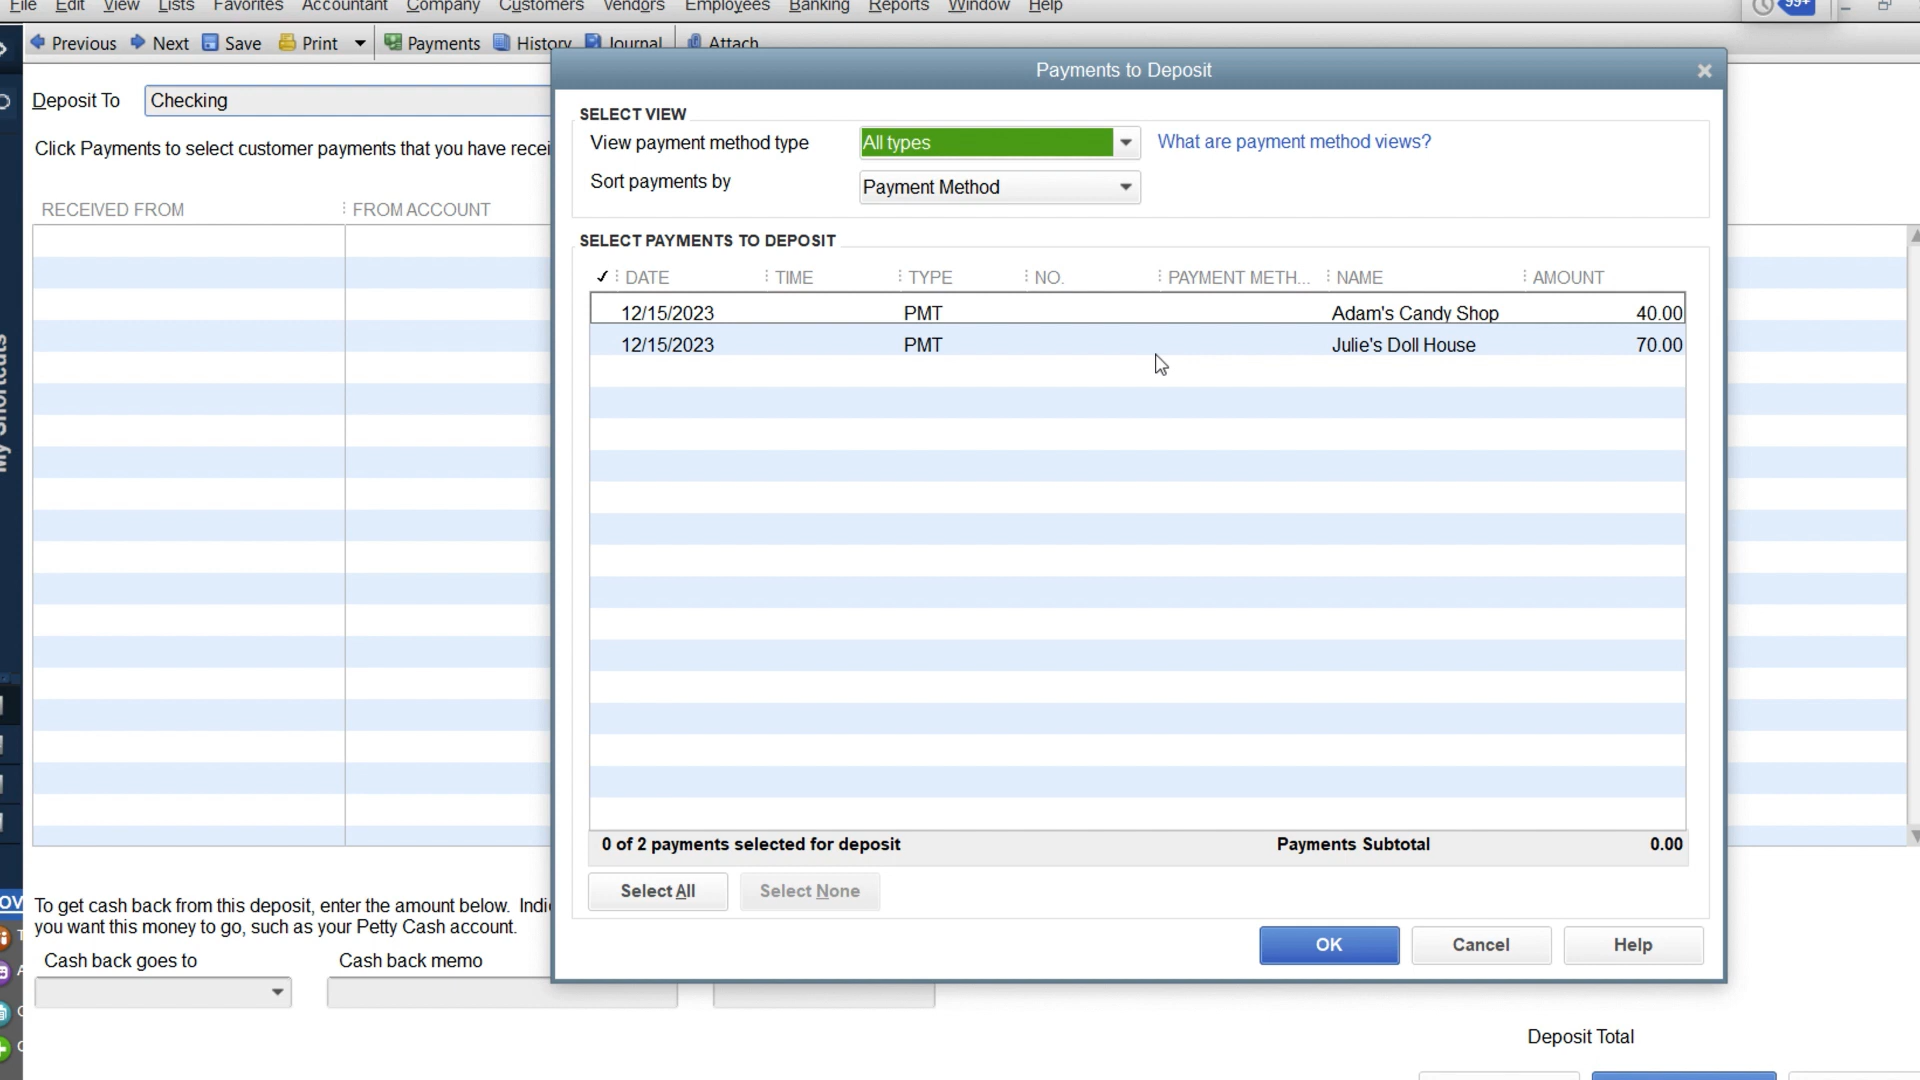 File Edit View Lists Favorites Accountant Company Customers Vendors Employees Banking Reports Window Help
99+
Previous Next Save Print Payments History Journal Attach
Payments to Deposit
Deposit To Checking
Click Payments to select customer payments that you have recei
RECEIVED FROM FROM ACCOUNT
SELECT VIEW
View payment method type All types What are payment method views?
Sort payments by Payment Method
SELECT PAYMENTS TO DEPOSIT
✓ DATE TIME TYPE NO. PAYMENT METH... NAME AMOUNT
12/15/2023 PMT Adam's Candy Shop 40.00
12/15/2023 PMT Julie's Doll House 70.00
0 of 2 payments selected for deposit Payments Subtotal 0.00
Select All Select None
OK Cancel Help
My Shortcuts
To get cash back from this deposit, enter the amount below. Indi
you want this money to go, such as your Petty Cash account.
Cash back goes to Cash back memo
Deposit Total